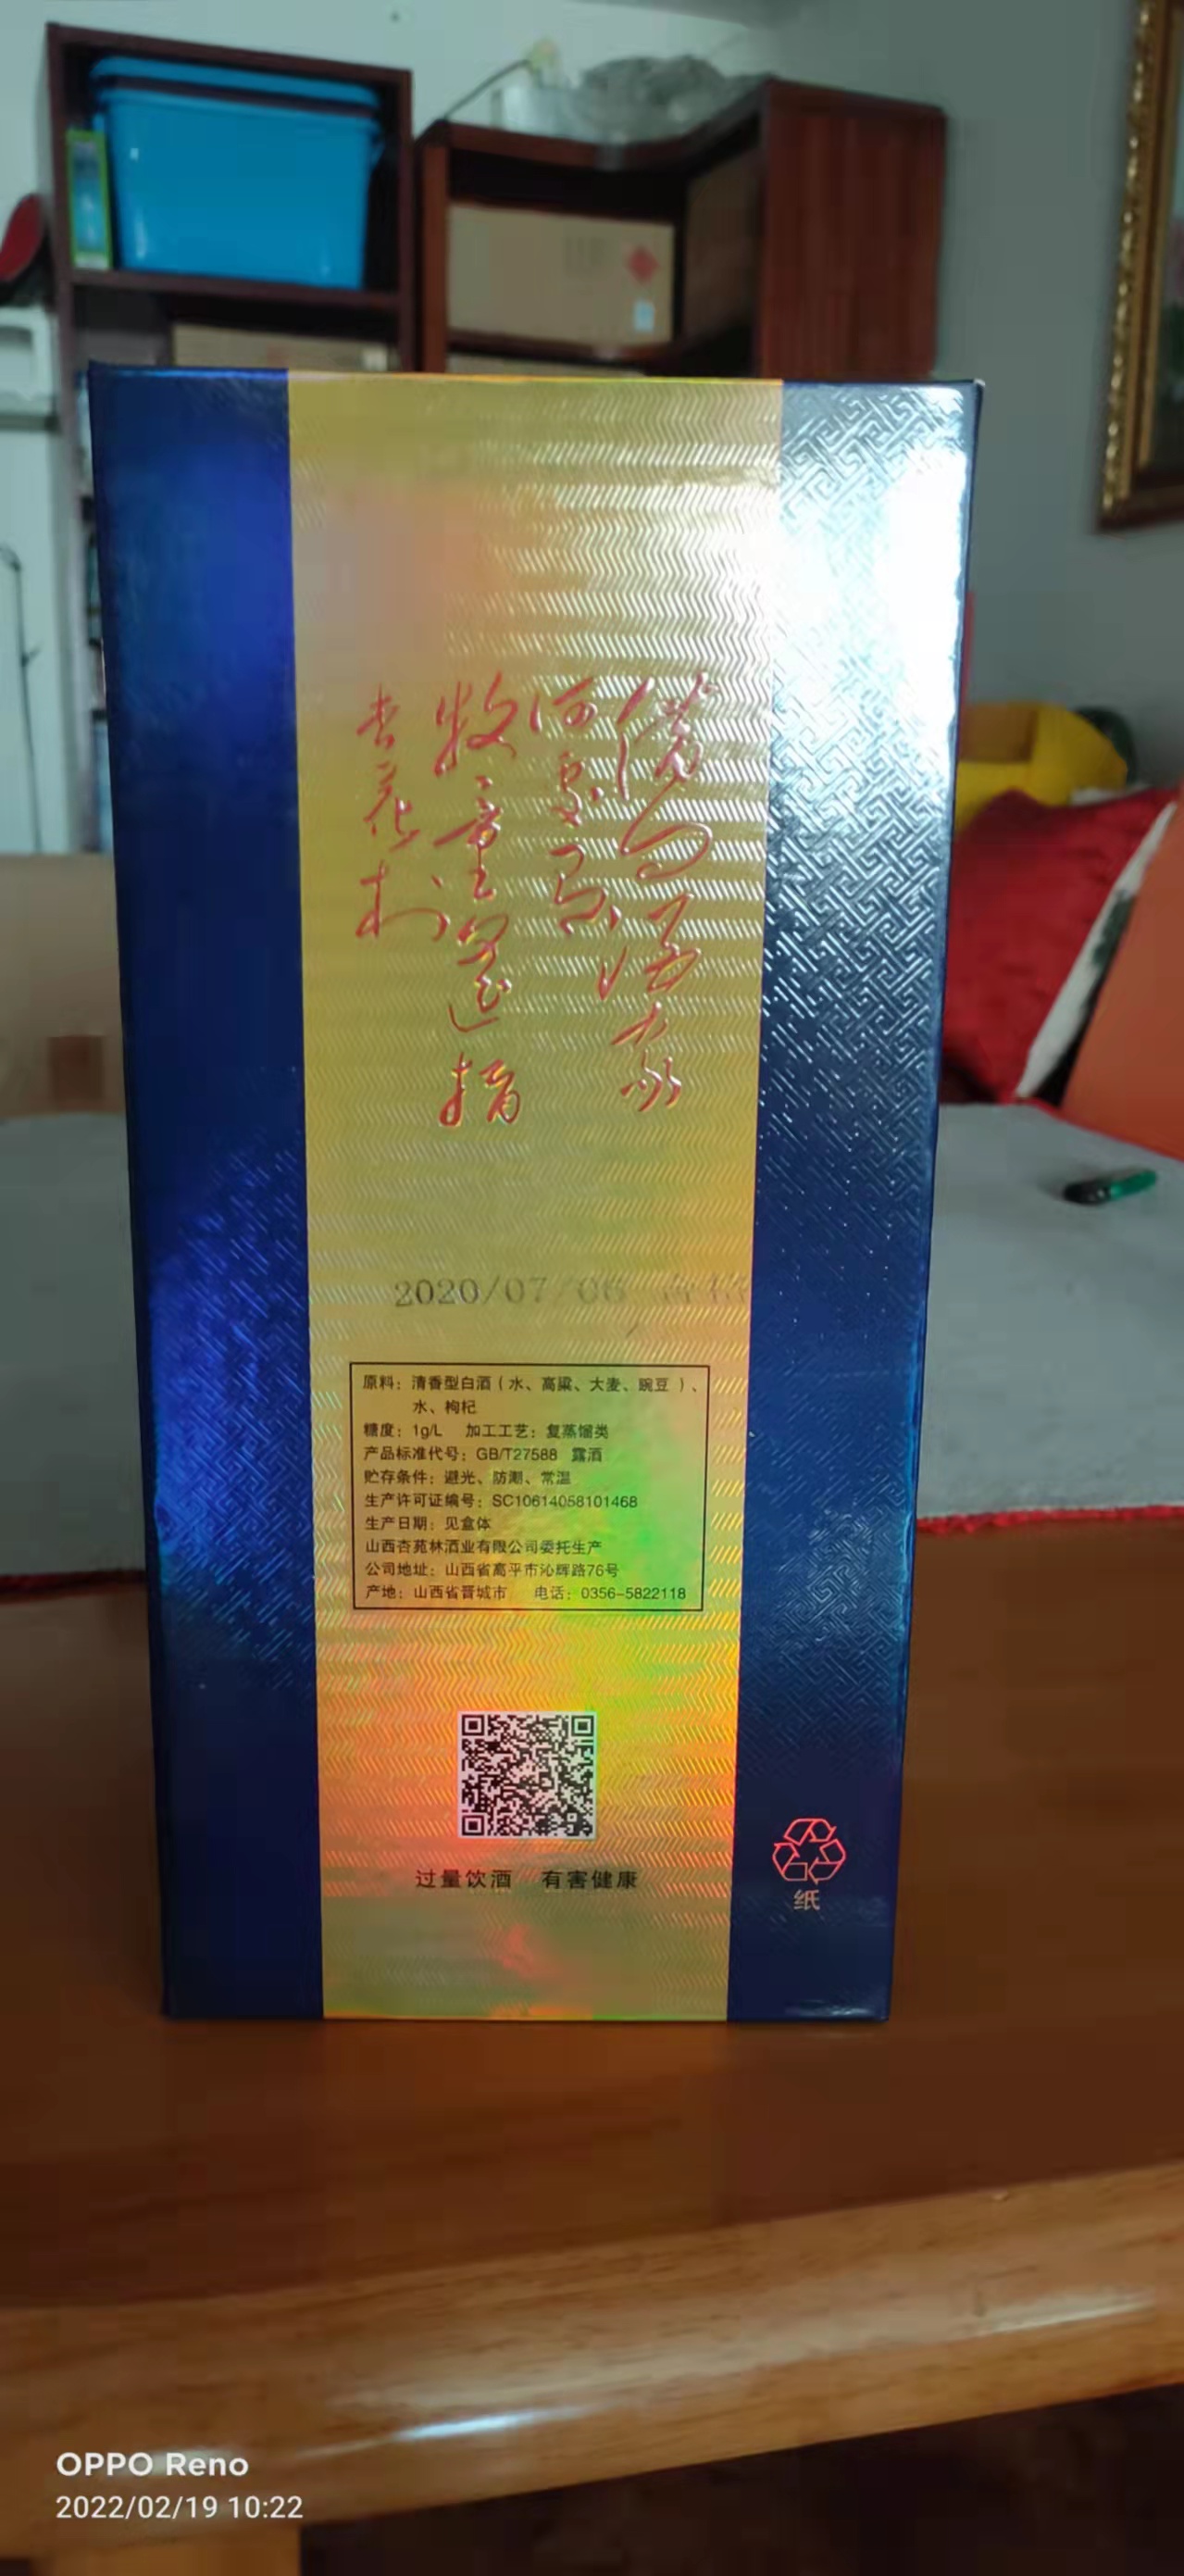 借问酒家
何处有
牧童遥指
杏花村
2020/07/06 合格
原料：清香型白酒（水、高粱、大麦、豌豆）、
水、枸杞
糖度：1g/L 加工工艺：复蒸馏类
产品标准代号：GB/T27588 露酒
贮存条件：避光、防潮、常温
生产许可证编号：SC10614058101468
生产日期：见盒体
山西杏苑林酒业有限公司委托生产
公司地址：山西省高平市沁辉路76号
产地：山西省晋城市 电话：0356-5822118
过量饮酒 有害健康
纸
OPPO Reno
2022/02/19 10:22